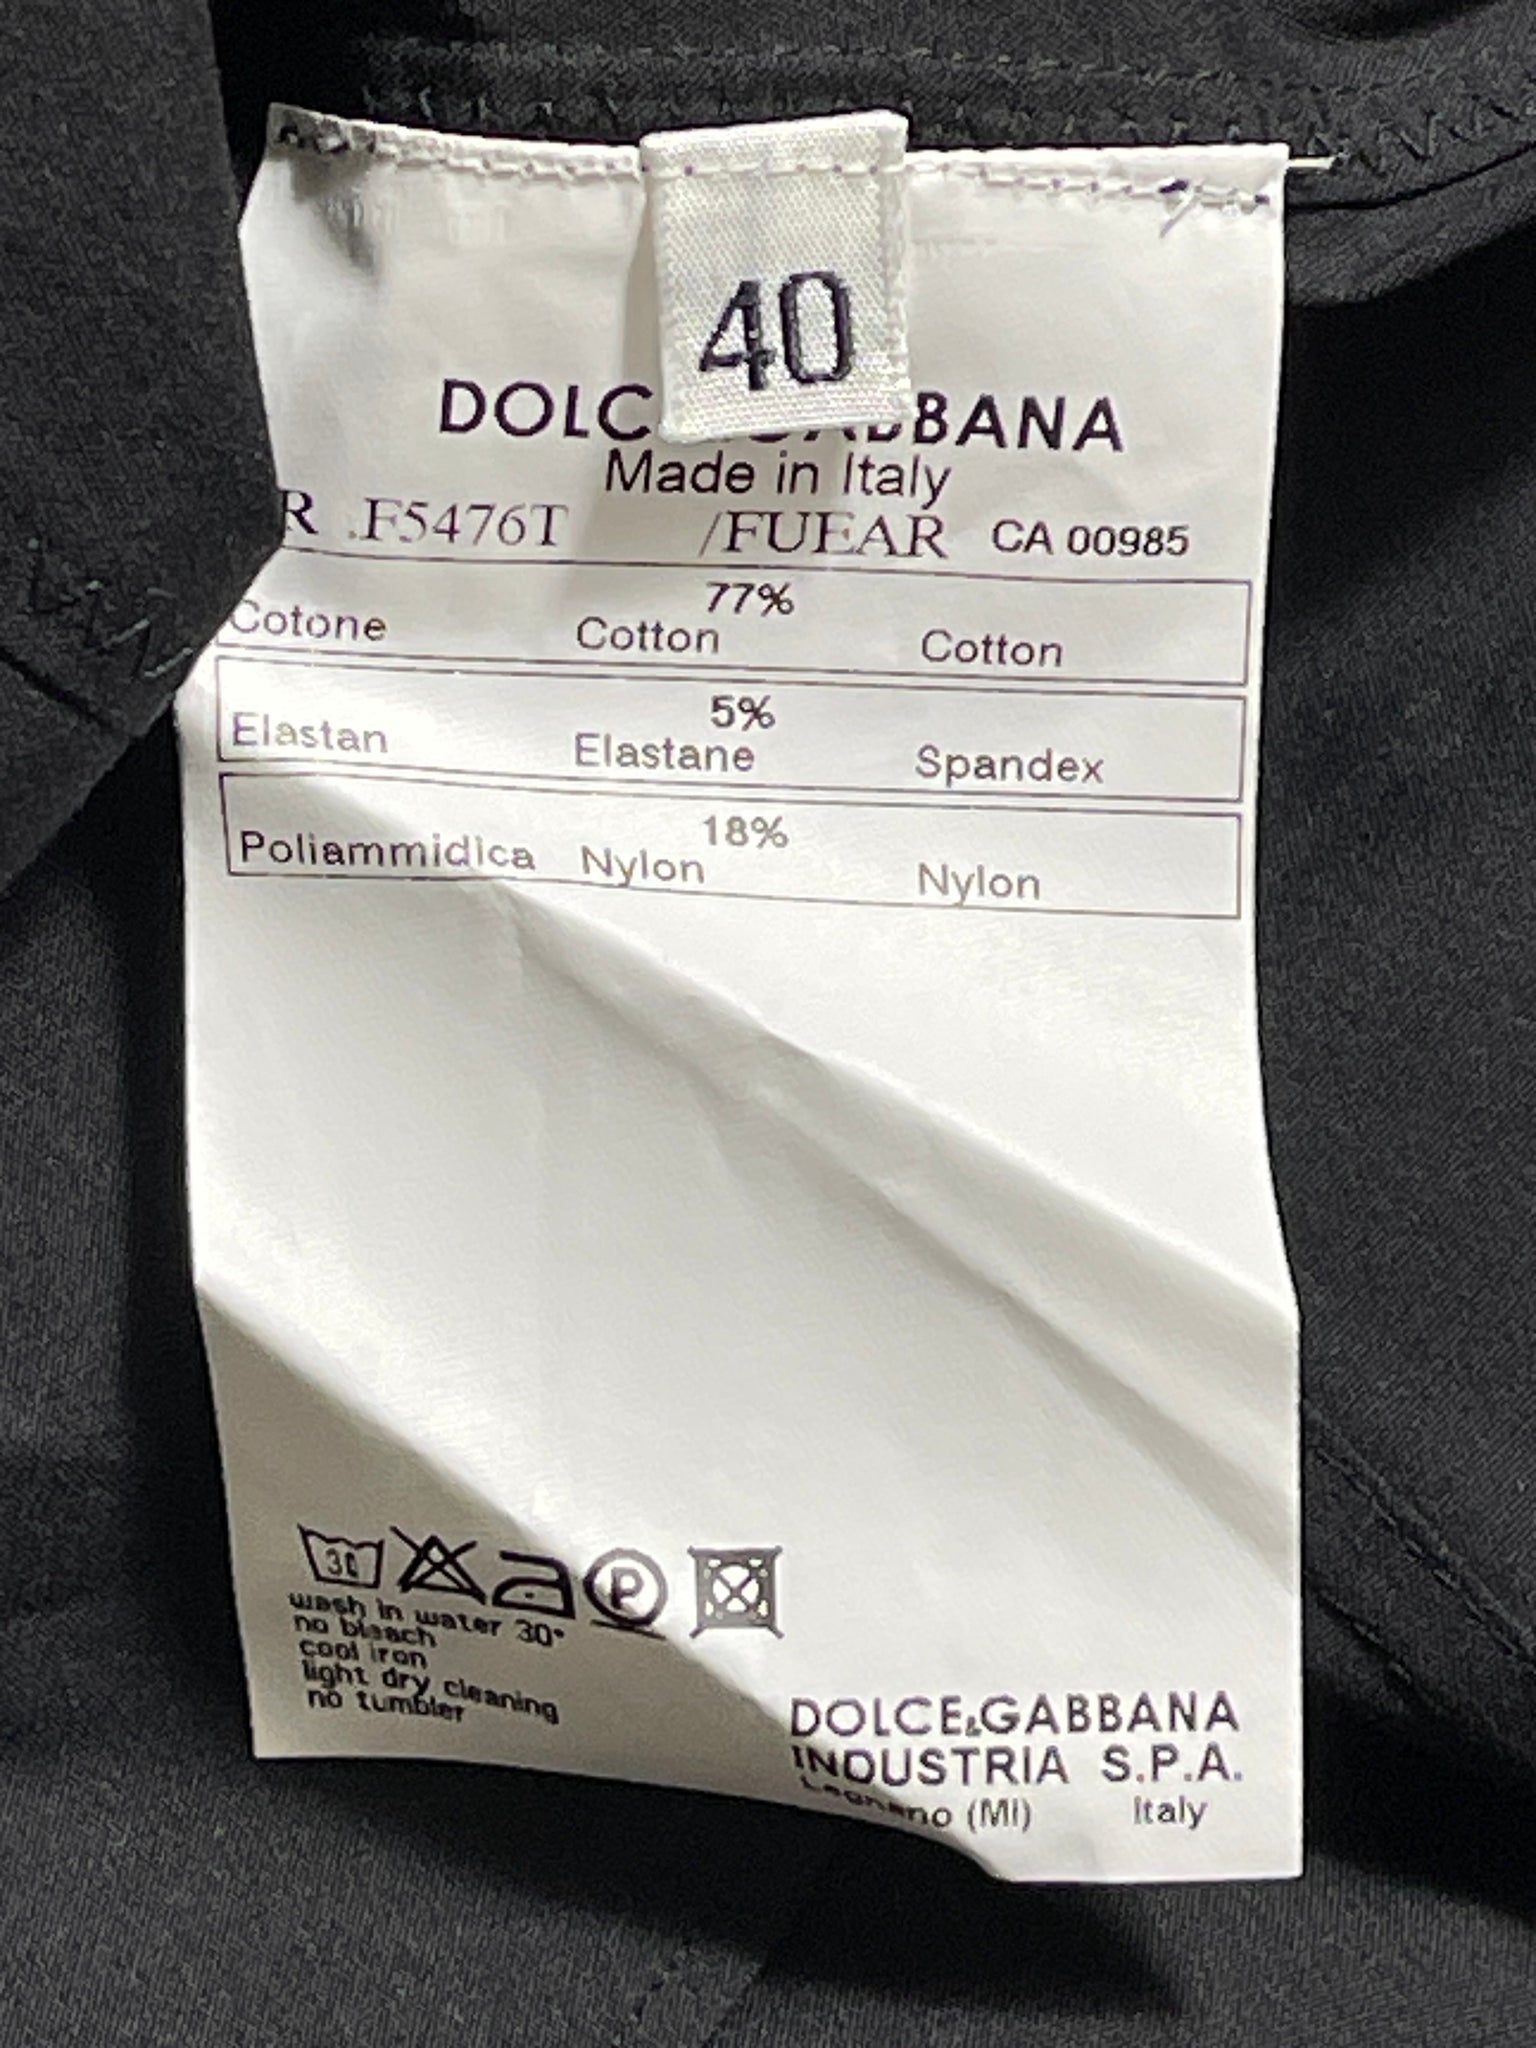 40
DOLC ABBANA
Made in Italy
R .F5476T /FUEAR CA 00985
77%
Cotone Cotton Cotton
5%
Elastan Elastane Spandex
18%
Poliammidica Nylon Nylon
30 P
wash in water 30°
no bleach
cool iron
light dry cleaning
no tumbler
DOLCE&GABBANA
INDUSTRIA S.P.A.
Legnano (MI) Italy